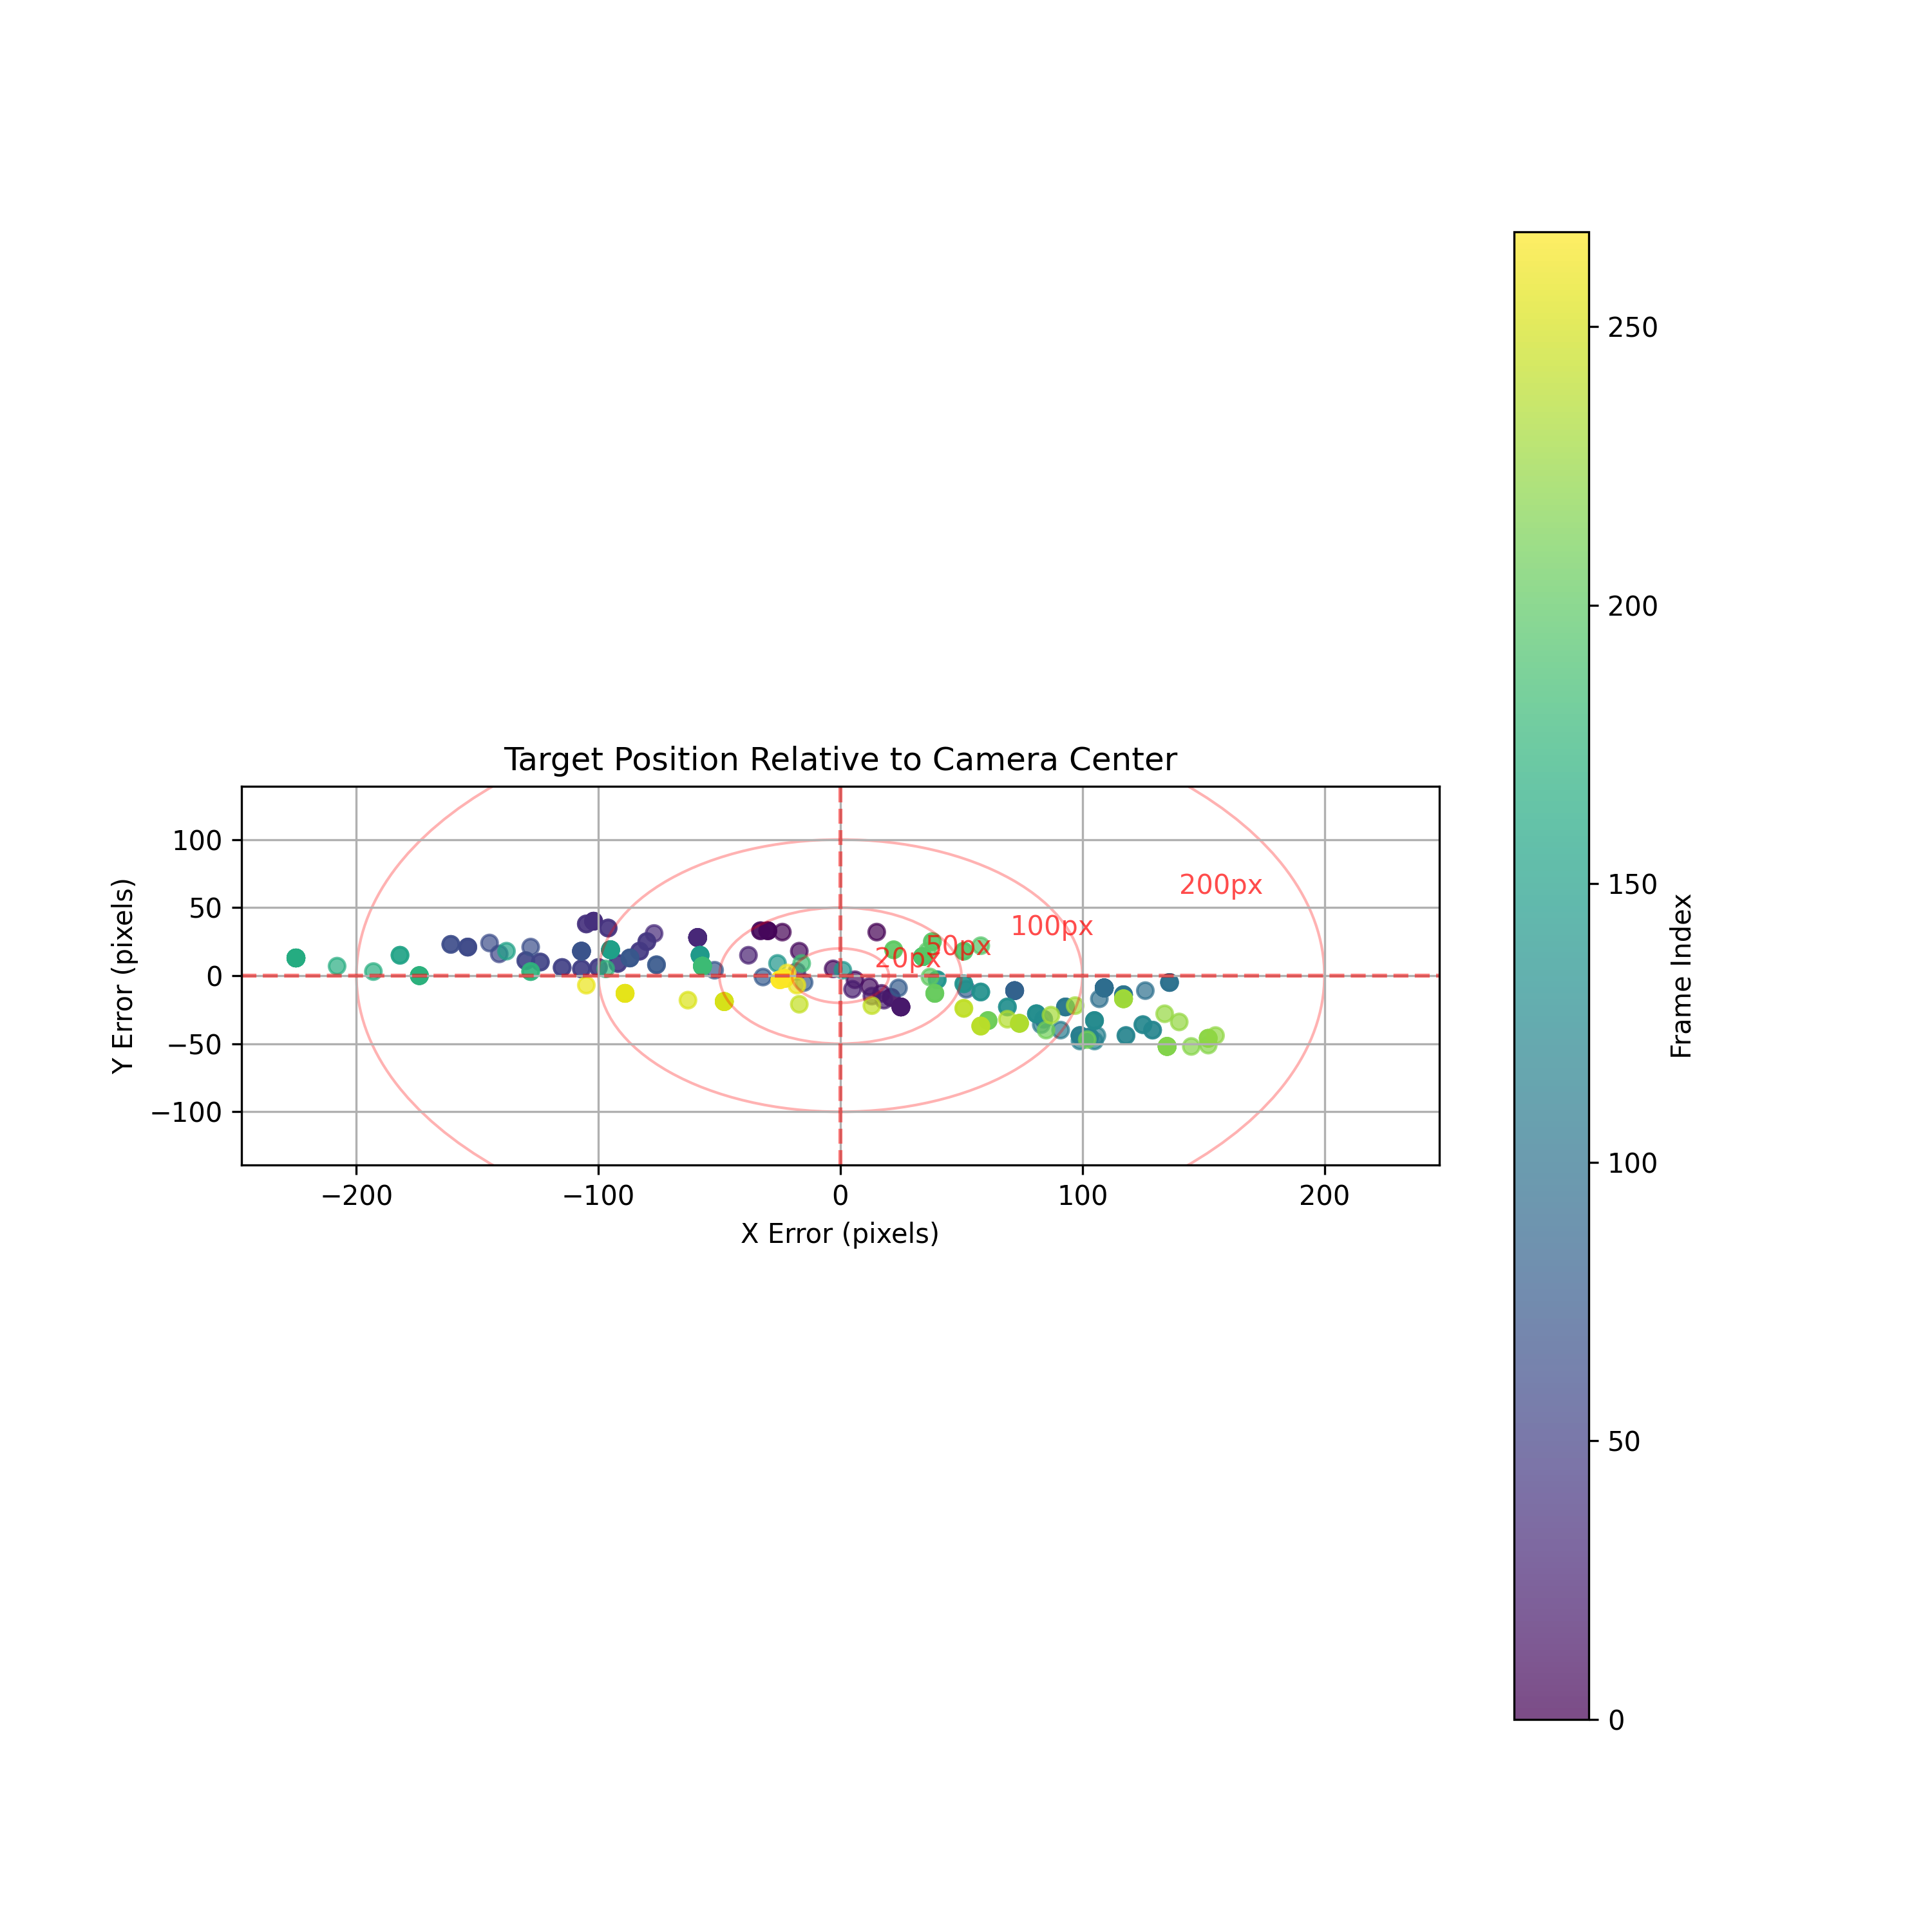 Target Position Relative to Camera Center
200px
100px
50px
20px
100
50
0
−50
−100
Y Error (pixels)
−200
−100
0
100
200
X Error (pixels)
250
200
150
100
50
0
Frame Index